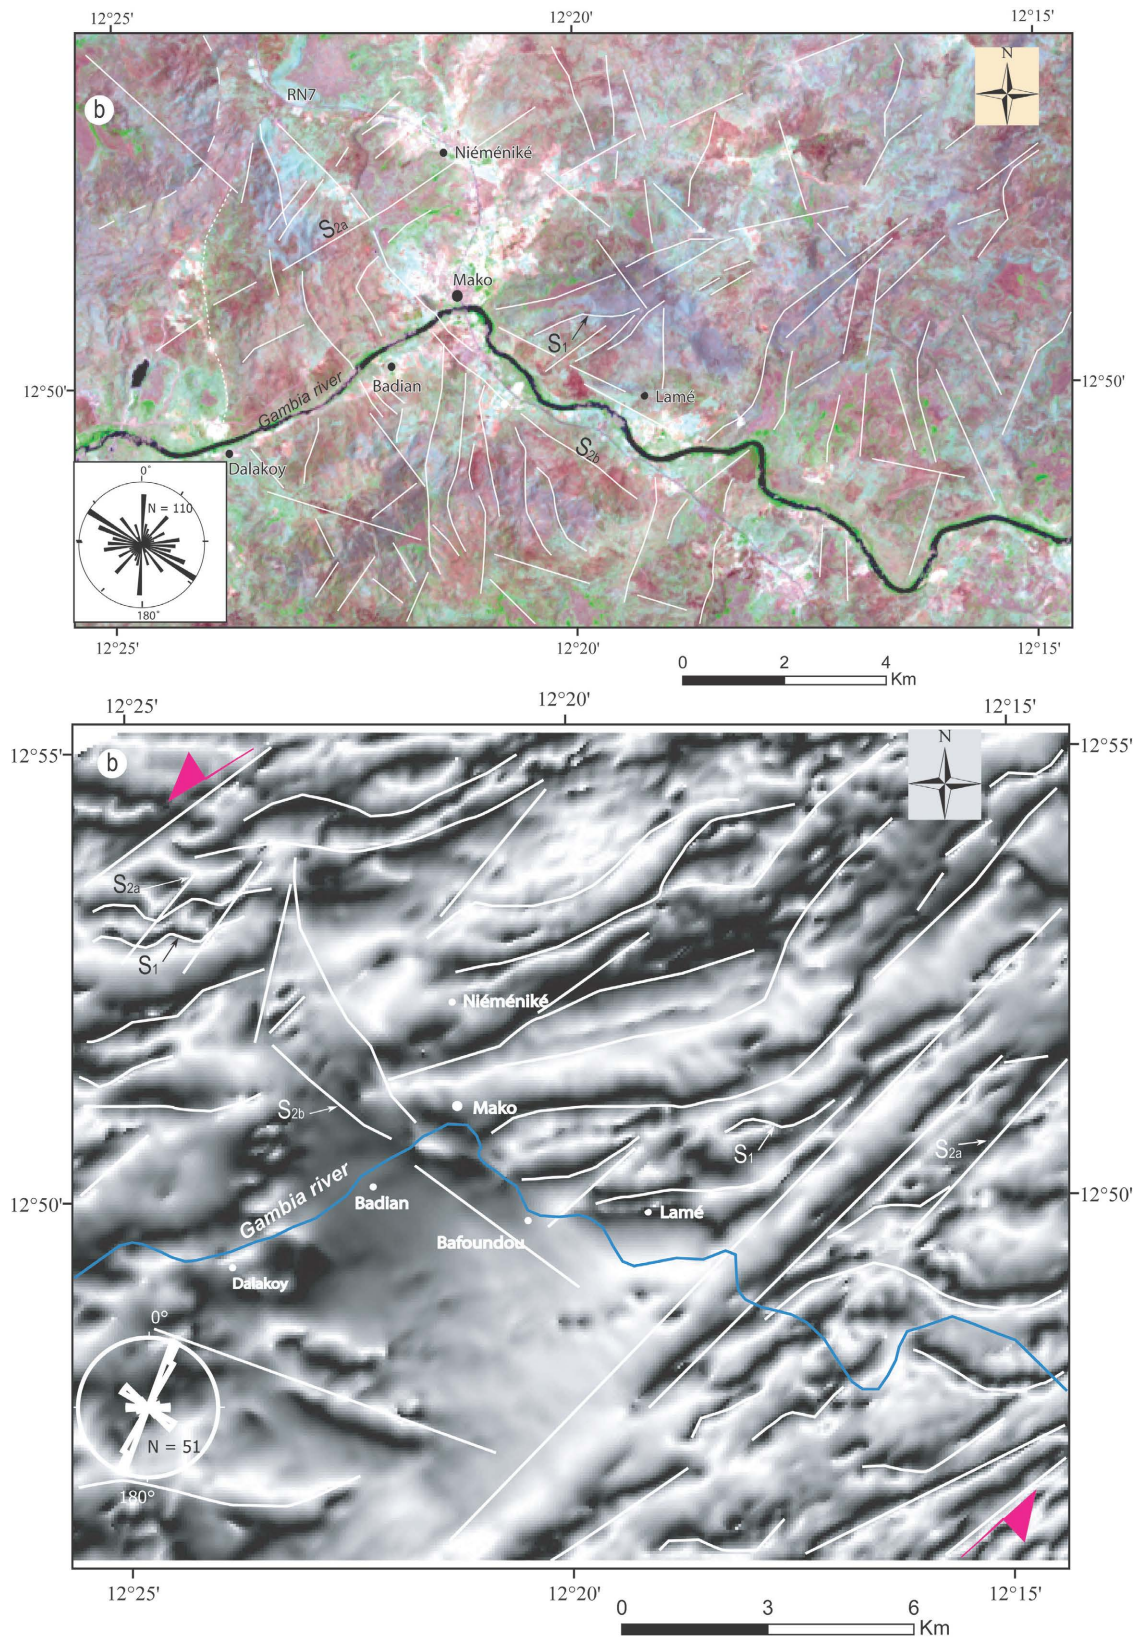 12°25'
12°20'
12°15'
N
b
RN7
Niéméniké
S2a
Mako
S1
12°50'
12°50'
Badian
Lamé
Gambia river
S2b
Dalakoy
0°
N = 110
180°
12°25'
12°20'
12°15'
0
2
4
Km
12°25'
12°20'
12°15'
12°55'
12°55'
N
b
S2a
S1
Niéméniké
S2b
Mako
S1
S2a
12°50'
12°50'
Gambia river
Badian
Lamé
Bafoundou
Dalakoy
0°
N = 51
180°
12°25'
12°20'
12°15'
0
3
6
Km